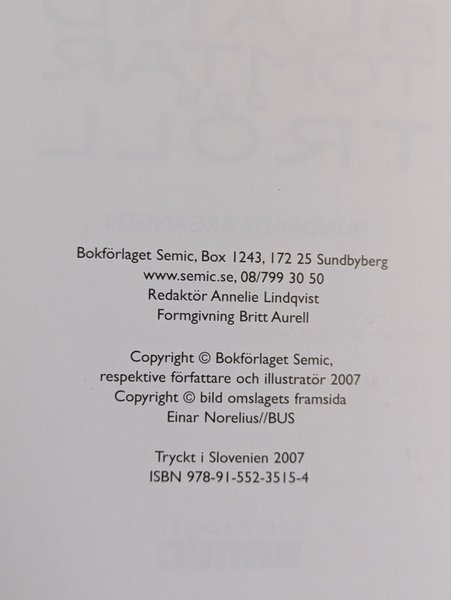 Bokförlaget Semic, Box 1243, 172 25 Sundbyberg
www.semic.se, 08/799 30 50
Redaktör Annelie Lindqvist
Formgivning Britt Aurell
Copyright © Bokförlaget Semic,
respektive författare och illustratör 2007
Copyright © bild omslagets framsida
Einar Norelius//BUS
Tryckt i Slovenien 2007
ISBN 978-91-552-3515-4